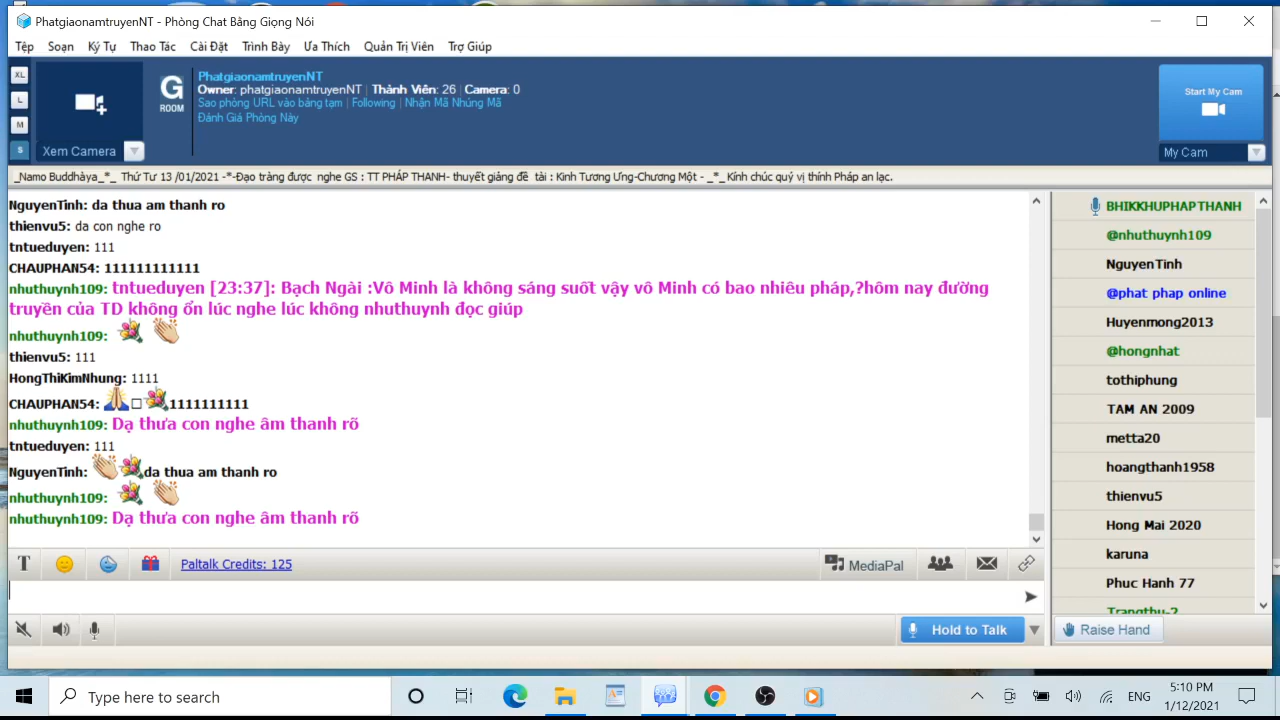 PhatgiaonamtruyenNT - Phòng Chat Bằng Giọng Nói
Tệp Soạn Ký Tự Thao Tác Cài Đặt Trình Bày Ưa Thích Quản Trị Viên Trợ Giúp
XL
L
M
S
Xem Camera
G
ROOM
PhatgiaonamtruyenNT
Owner: phatgiaonamtruyenNT | Thành Viên: 26 | Camera: 0
Sao phòng URL vào bảng tạm | Following | Nhận Mã Nhúng Mã
Đánh Giá Phòng Này
Start My Cam
My Cam
_Namo Buddhàya_*_ Thứ Tư 13 /01/2021 -*-Đạo tràng được nghe GS : TT PHÁP THANH- thuyết giảng đề tài : Kinh Tương Ưng-Chương Một - _*_ Kính chúc quý vị thính Pháp an lạc.
NguyenTinh: da thua am thanh ro
thienvu5: da con nghe ro
tntueduyen: 111
CHAUPHAN54: 111111111111
nhuthuynh109: tntueduyen [23:37]: Bạch Ngài :Vô Minh là không sáng suốt vậy vô Minh có bao nhiêu pháp,?hôm nay đường
truyền của TD không ổn lúc nghe lúc không nhuthuynh đọc giúp
nhuthuynh109:
thienvu5: 111
HongThiKimNhung: 1111
CHAUPHAN54: 1111111111
nhuthuynh109: Dạ thưa con nghe âm thanh rõ
tntueduyen: 111
NguyenTinh: da thua am thanh ro
nhuthuynh109:
nhuthuynh109: Dạ thưa con nghe âm thanh rõ
BHIKKHUPHAPTHANH
@nhuthuynh109
NguyenTinh
@phat phap online
Huyenmong2013
@hongnhat
tothiphung
TAM AN 2009
metta20
hoangthanh1958
thienvu5
Hong Mai 2020
karuna
Phuc Hanh 77
Trangthu-2
T Paltalk Credits: 125 MediaPal
Hold to Talk
Raise Hand
Type here to search
ENG
5:10 PM
1/12/2021